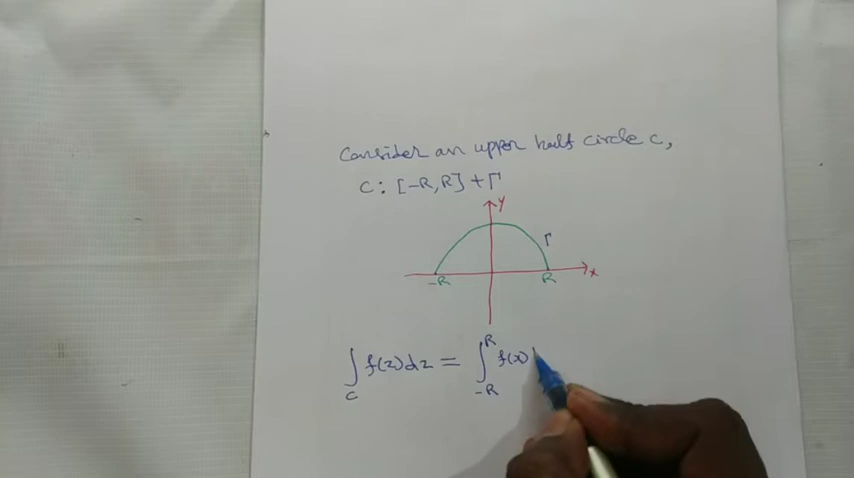 Consider an upper half circle C,
C: [-R, R] + Γ
y
Γ
-R R x
∫_C f(z)dz = ∫_{-R}^{R} f(x)